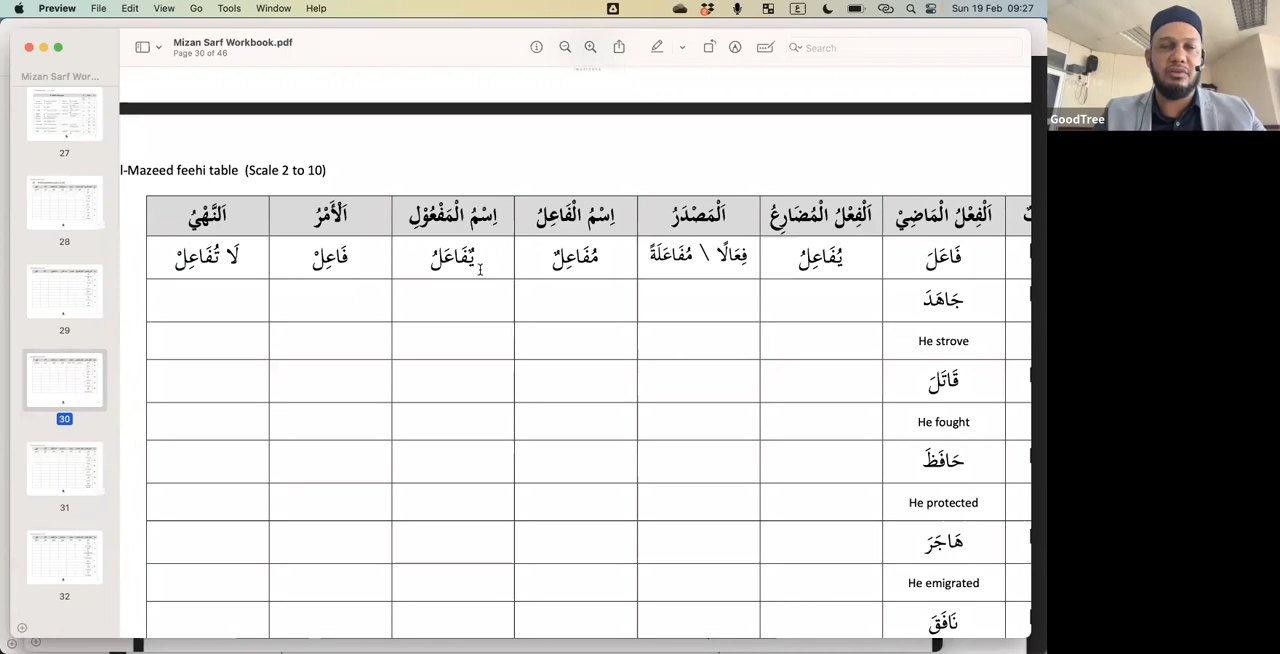 Preview File Edit View Go Tools Window Help Sun 19 Feb 09:27
Mizan Sarf Workbook.pdf
Page 30 of 46
Search
Mizan Sarf Wor...
27
28
29
30
31
32
GoodTree
l-Mazeed feehi table (Scale 2 to 10)
اَلْفِعْلُ الْمَاضِيْ اَلْفِعْلُ الْمُضَارِعُ اَلْمَصْدَرُ اِسْمُ الْفَاعِلُ اِسْمُ الْمَفْعُوْلِ اَلْأَمْرُ اَلنَّهْيُ
فَاعَلَ يُفَاعِلُ فِعَالًا \ مُفَاعَلَةً مُفَاعِلٌ يٌفَاعَلُ فَاعِلْ لَا تُفَاعِلْ
جَاهَدَ
He strove
قَاتَلَ
He fought
حَافَظَ
He protected
هَاجَرَ
He emigrated
نَافَقَ